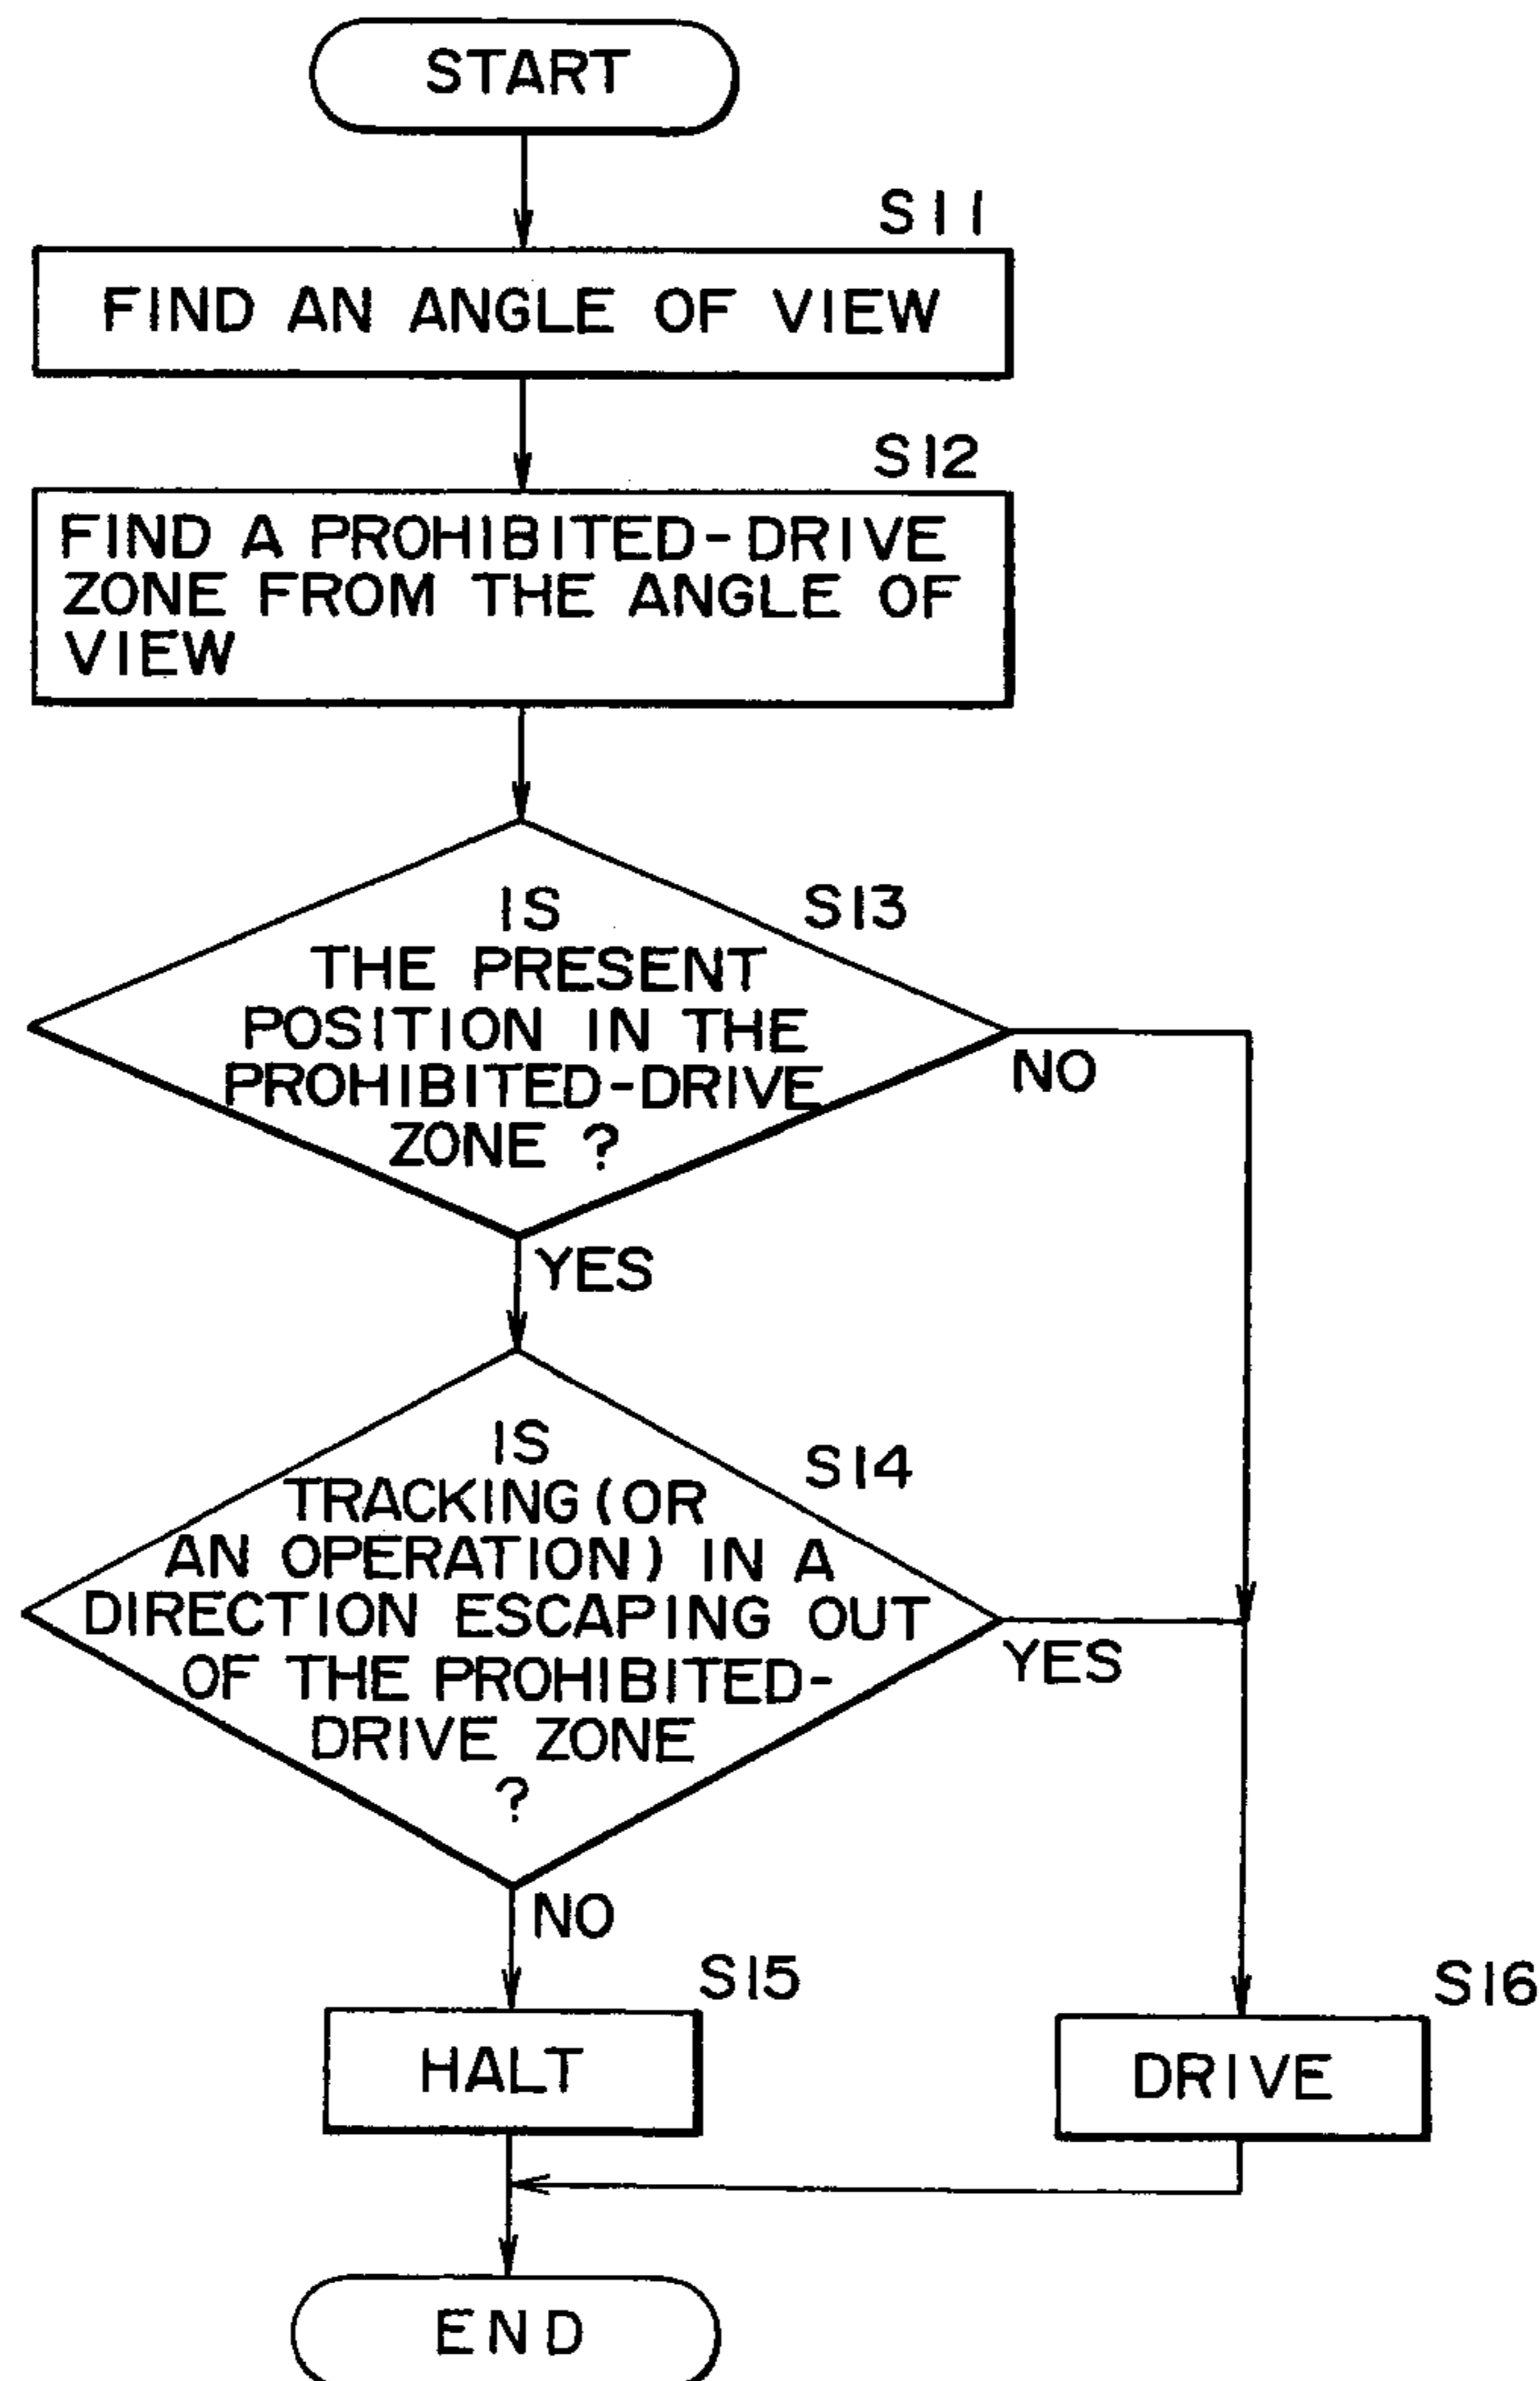 START
S11
FIND AN ANGLE OF VIEW
S12
FIND A PROHIBITED-DRIVE
ZONE FROM THE ANGLE OF
VIEW
S13
IS
THE PRESENT
POSITION IN THE
PROHIBITED-DRIVE
ZONE ?
NO
YES
S14
IS
TRACKING (OR
AN OPERATION) IN A
DIRECTION ESCAPING OUT
OF THE PROHIBITED-
DRIVE ZONE
?
YES
NO
S15
HALT
S16
DRIVE
END